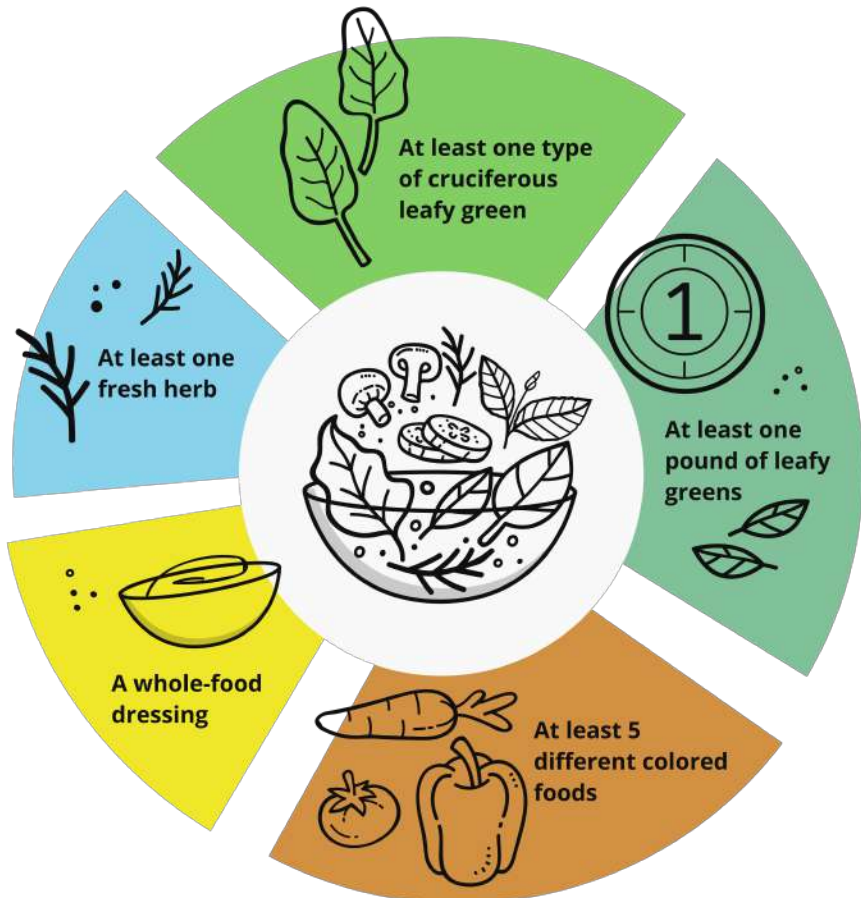 At least one type
of cruciferous
leafy green
1
At least one
pound of leafy
greens
At least 5
different colored
foods
A whole-food
dressing
At least one
fresh herb